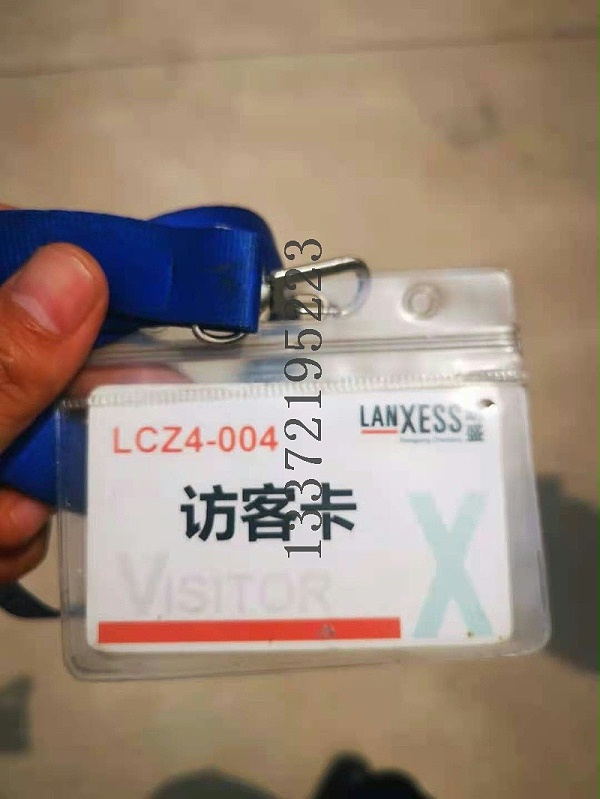 LCZ4-004
LANXESS
访客卡
VISITOR
X
13372195223